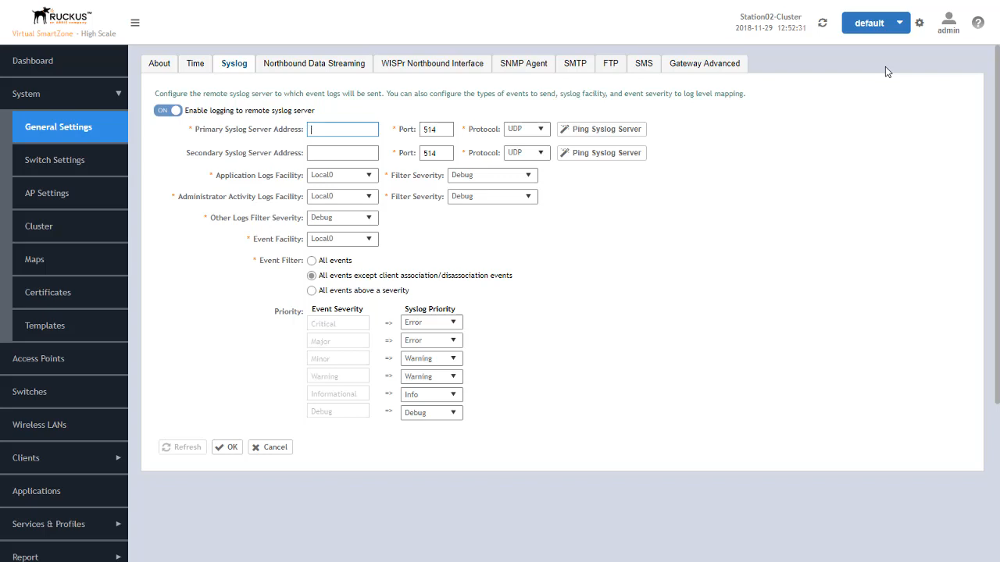 RUCKUS™
an ARRIS company
Virtual SmartZone - High Scale
Station02-Cluster
2018-11-29 12:52:31
default
admin
?
Dashboard
System
General Settings
Switch Settings
AP Settings
Cluster
Maps
Certificates
Templates
Access Points
Switches
Wireless LANs
Clients
Applications
Services & Profiles
Report
About Time Syslog Northbound Data Streaming WISPr Northbound Interface SNMP Agent SMTP FTP SMS Gateway Advanced
Configure the remote syslog server to which event logs will be sent. You can also configure the types of events to send, syslog facility, and event severity to log level mapping.
ON Enable logging to remote syslog server
* Primary Syslog Server Address: * Port: 514 * Protocol: UDP Ping Syslog Server
Secondary Syslog Server Address: * Port: 514 * Protocol: UDP Ping Syslog Server
* Application Logs Facility: Local0 * Filter Severity: Debug
* Administrator Activity Logs Facility: Local0 * Filter Severity: Debug
* Other Logs Filter Severity: Debug
* Event Facility: Local0
* Event Filter: All events
All events except client association/disassociation events
All events above a severity
Priority: Event Severity Syslog Priority
Critical => Error
Major => Error
Minor => Warning
Warning => Warning
Informational => Info
Debug => Debug
Refresh OK Cancel